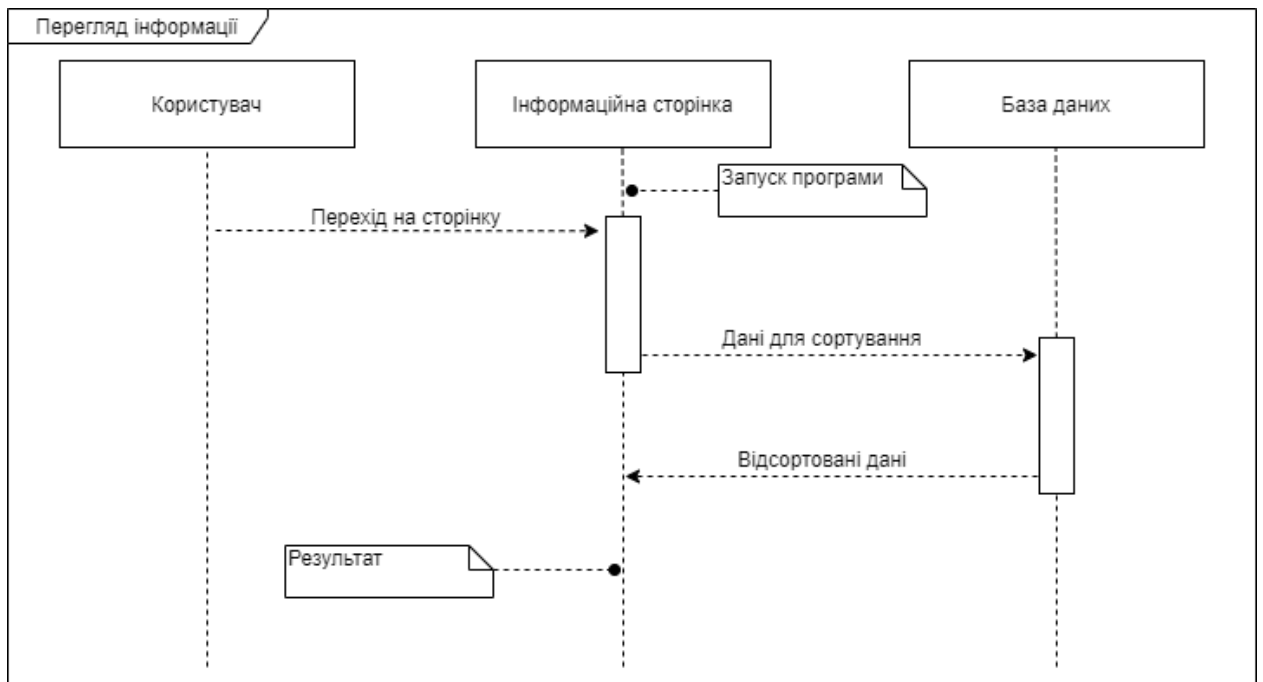 Перегляд інформації
Користувач
Інформаційна сторінка
База даних
Запуск програми
Перехід на сторінку
Дані для сортування
Відсортовані дані
Результат